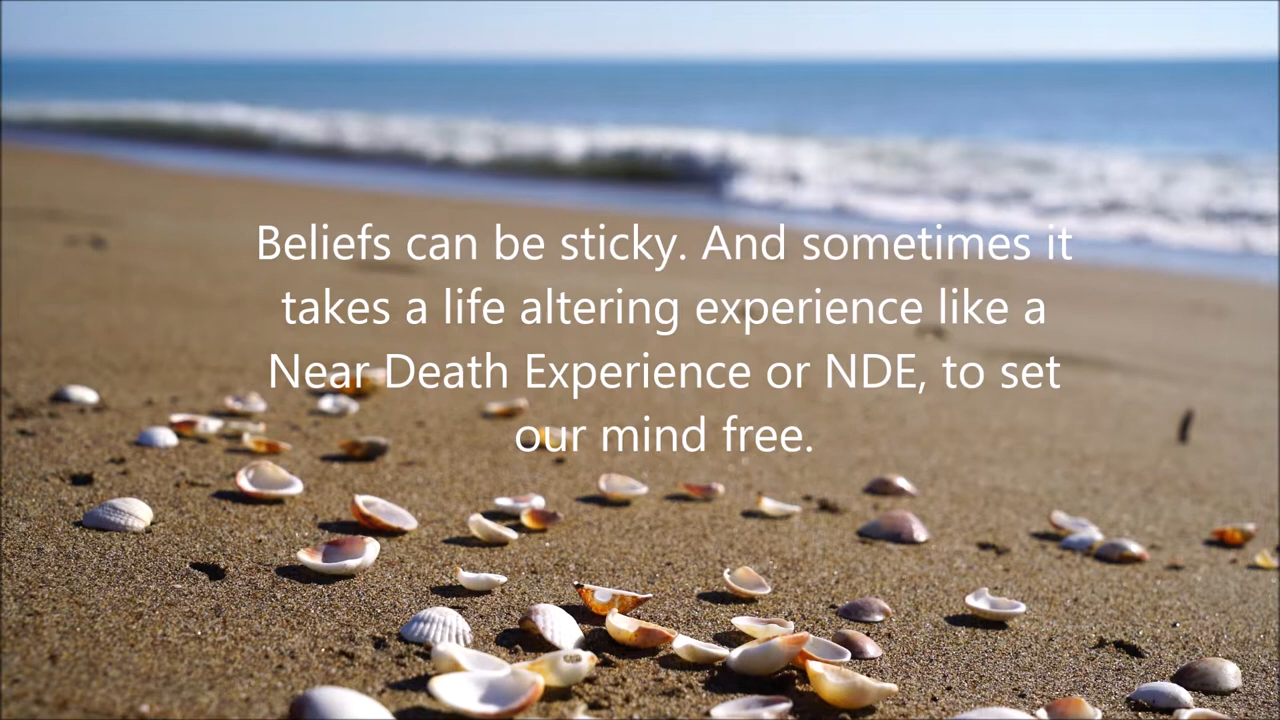 Beliefs can be sticky. And sometimes it
takes a life altering experience like a
Near Death Experience or NDE, to set
our mind free.